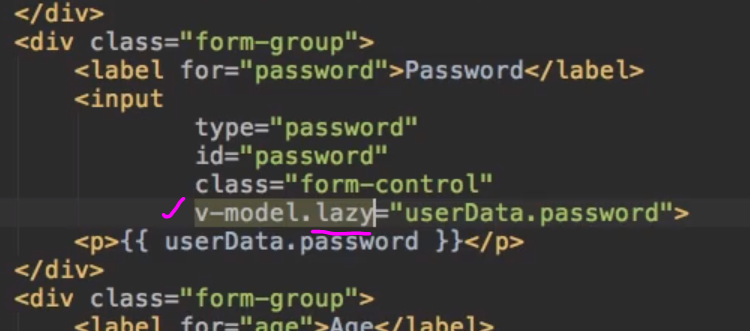 </div>
<div class="form-group">
<label for="password">Password</label>
<input
type="password"
id="password"
class="form-control"
v-model.lazy="userData.password">
<p>{{ userData.password }}</p>
</div>
<div class="form-group">
<label for="age">Age</label>